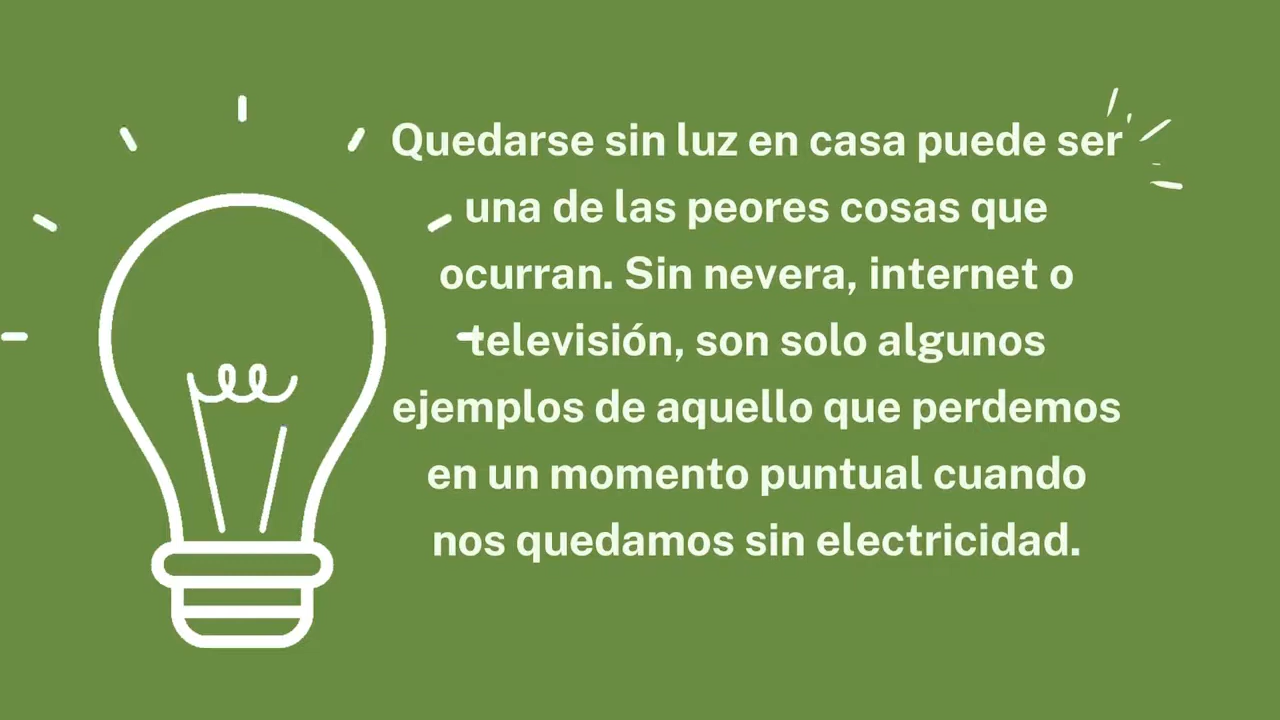 Quedarse sin luz en casa puede ser
una de las peores cosas que
ocurran. Sin nevera, internet o
televisión, son solo algunos
ejemplos de aquello que perdemos
en un momento puntual cuando
nos quedamos sin electricidad.